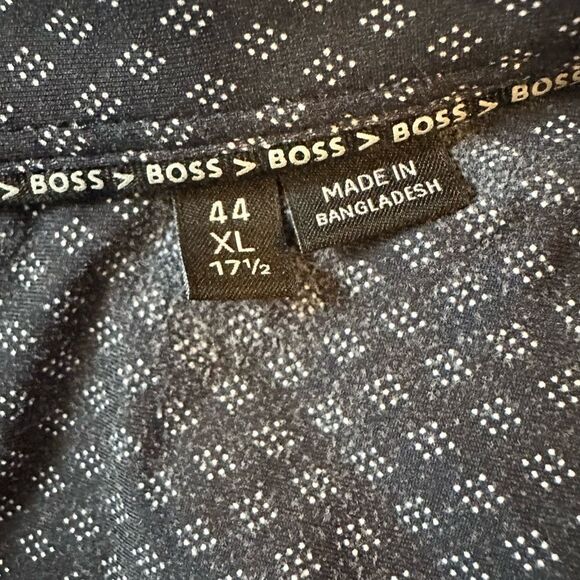 > BOSS > BOSS > BOSS > BOSS > BOSS
44
XL
17½
MADE IN
BANGLADESH